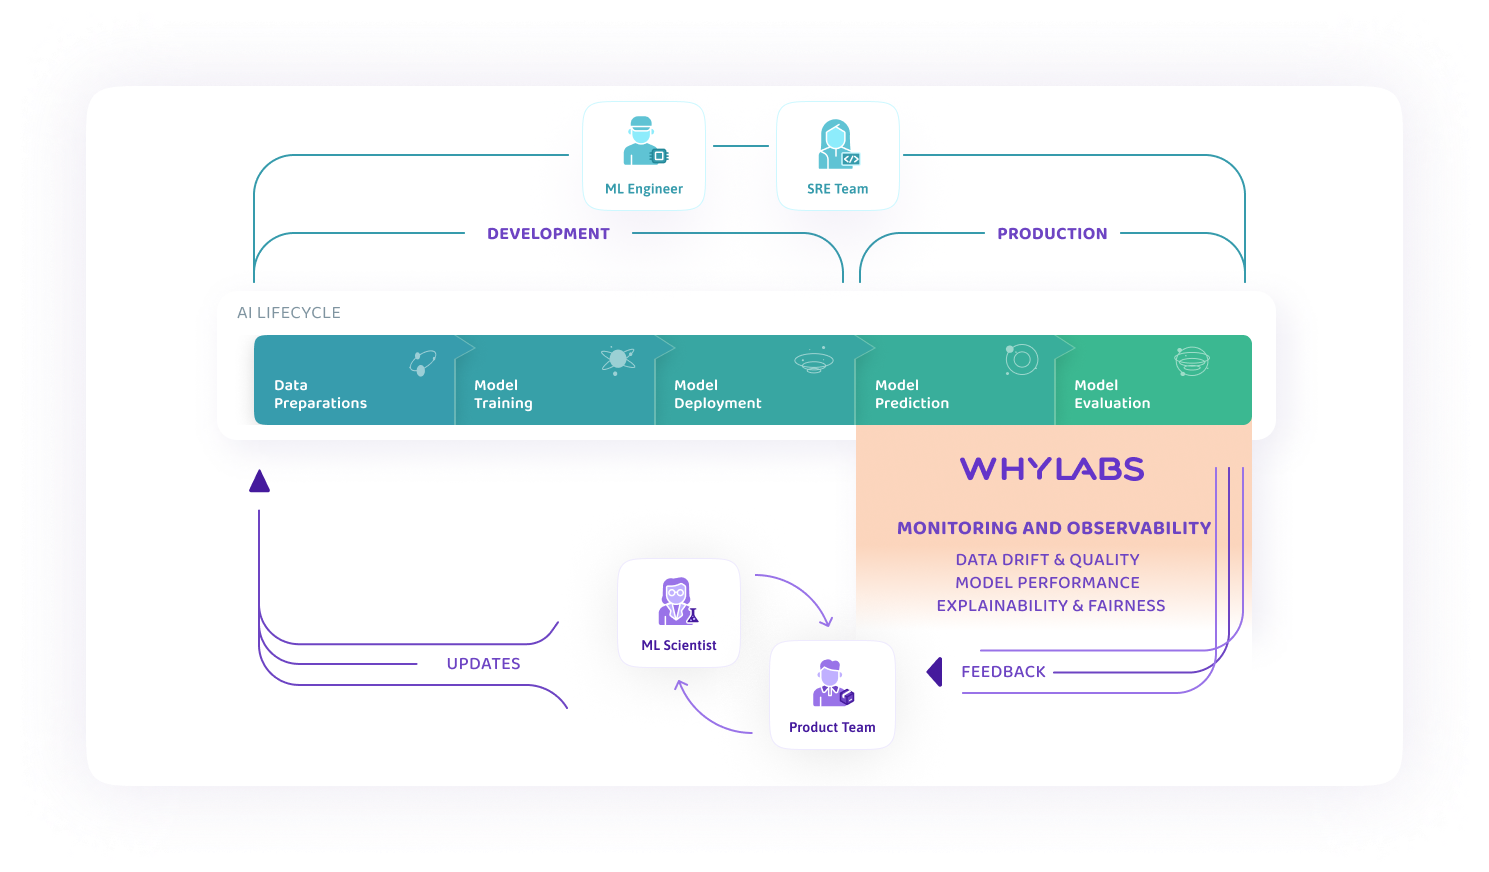 ML Engineer
SRE Team
DEVELOPMENT
PRODUCTION
AI LIFECYCLE
Data
Preparations
Model
Training
Model
Deployment
Model
Prediction
Model
Evaluation
WHYLABS
MONITORING AND OBSERVABILITY
DATA DRIFT & QUALITY
MODEL PERFORMANCE
EXPLAINABILITY & FAIRNESS
ML Scientist
UPDATES
FEEDBACK
Product Team